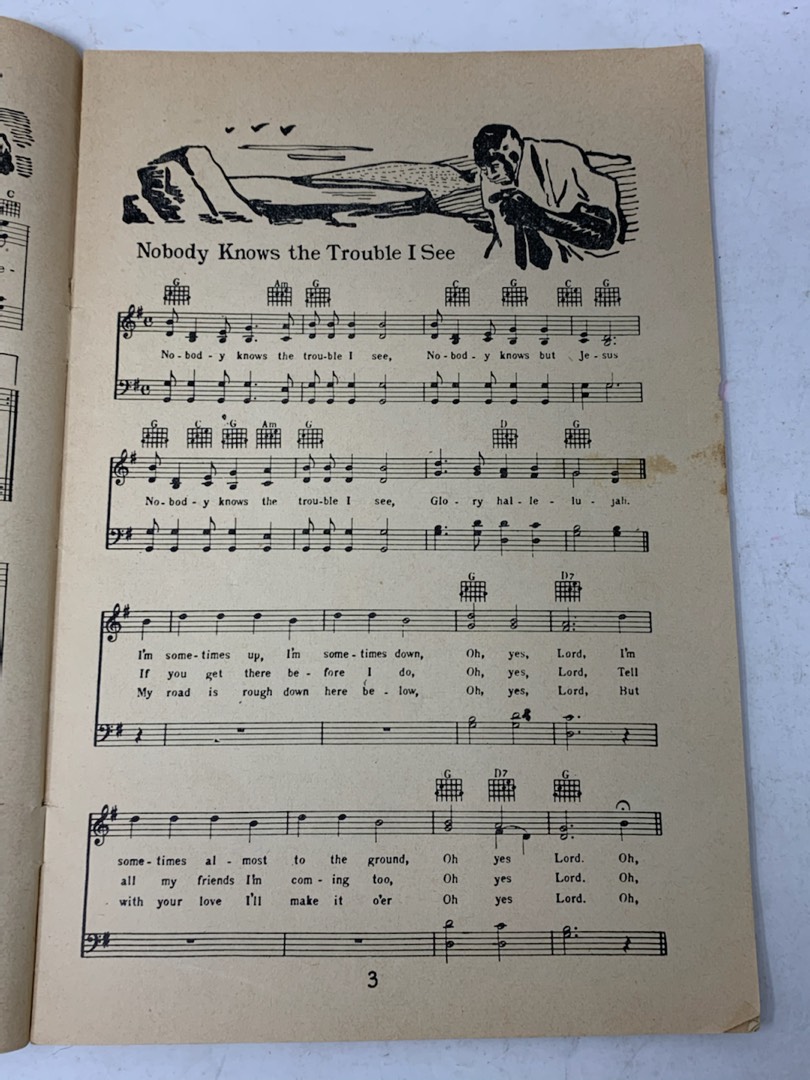 Nobody Knows the Trouble I See
G Am G C G C G
No-bod-y knows the trou-ble I see, No-bod-y knows but Je-sus
G C G Am G D G
No-bod-y knows the trou-ble I see, Glo-ry hal-le-lu-jah.
G D7
I'm some-times up, I'm some-times down, Oh, yes, Lord, I'm
If you get there be-fore I do, Oh, yes, Lord, Tell
My road is rough down here be-low, Oh, yes, Lord, But
G D7 G
some-times al-most to the ground, Oh yes Lord. Oh,
all my friends I'm com-ing too, Oh yes Lord. Oh,
with your love I'll make it o'er Oh yes Lord. Oh,
3
C
e-